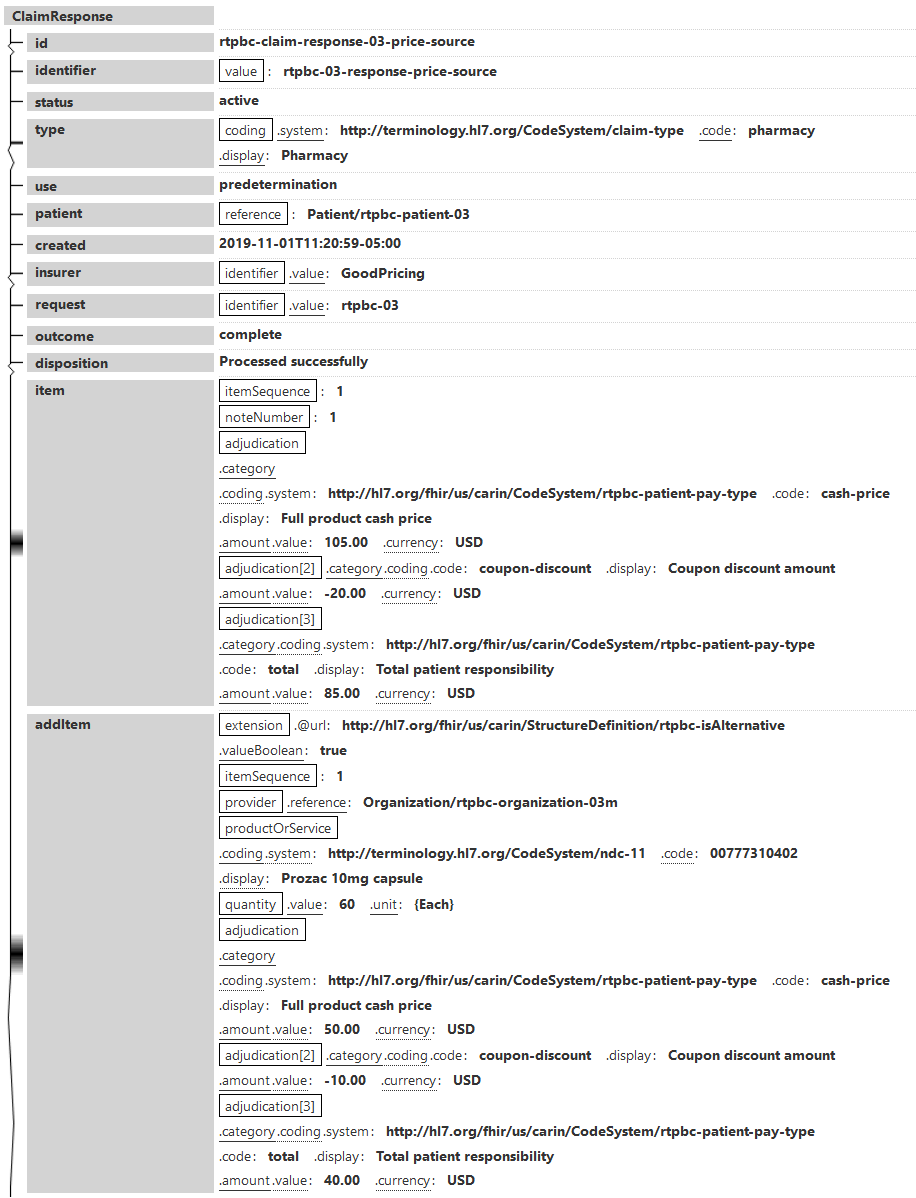 ClaimResponse
id rtpbc-claim-response-03-price-source
identifier value : rtpbc-03-response-price-source
status active
type coding .system: http://terminology.hl7.org/CodeSystem/claim-type .code: pharmacy
.display: Pharmacy
use predetermination
patient reference : Patient/rtpbc-patient-03
created 2019-11-01T11:20:59-05:00
insurer identifier .value: GoodPricing
request identifier .value: rtpbc-03
outcome complete
disposition Processed successfully
item itemSequence : 1
noteNumber : 1
adjudication
.category
.coding.system: http://hl7.org/fhir/us/carin/CodeSystem/rtpbc-patient-pay-type .code: cash-price
.display: Full product cash price
.amount.value: 105.00 .currency: USD
adjudication[2] .category.coding.code: coupon-discount .display: Coupon discount amount
.amount.value: -20.00 .currency: USD
adjudication[3]
.category.coding.system: http://hl7.org/fhir/us/carin/CodeSystem/rtpbc-patient-pay-type
.code: total .display: Total patient responsibility
.amount.value: 85.00 .currency: USD
addItem extension .@url: http://hl7.org/fhir/us/carin/StructureDefinition/rtpbc-isAlternative
.valueBoolean: true
itemSequence : 1
provider .reference: Organization/rtpbc-organization-03m
productOrService
.coding.system: http://terminology.hl7.org/CodeSystem/ndc-11 .code: 00777310402
.display: Prozac 10mg capsule
quantity .value: 60 .unit: {Each}
adjudication
.category
.coding.system: http://hl7.org/fhir/us/carin/CodeSystem/rtpbc-patient-pay-type .code: cash-price
.display: Full product cash price
.amount.value: 50.00 .currency: USD
adjudication[2] .category.coding.code: coupon-discount .display: Coupon discount amount
.amount.value: -10.00 .currency: USD
adjudication[3]
.category.coding.system: http://hl7.org/fhir/us/carin/CodeSystem/rtpbc-patient-pay-type
.code: total .display: Total patient responsibility
.amount.value: 40.00 .currency: USD